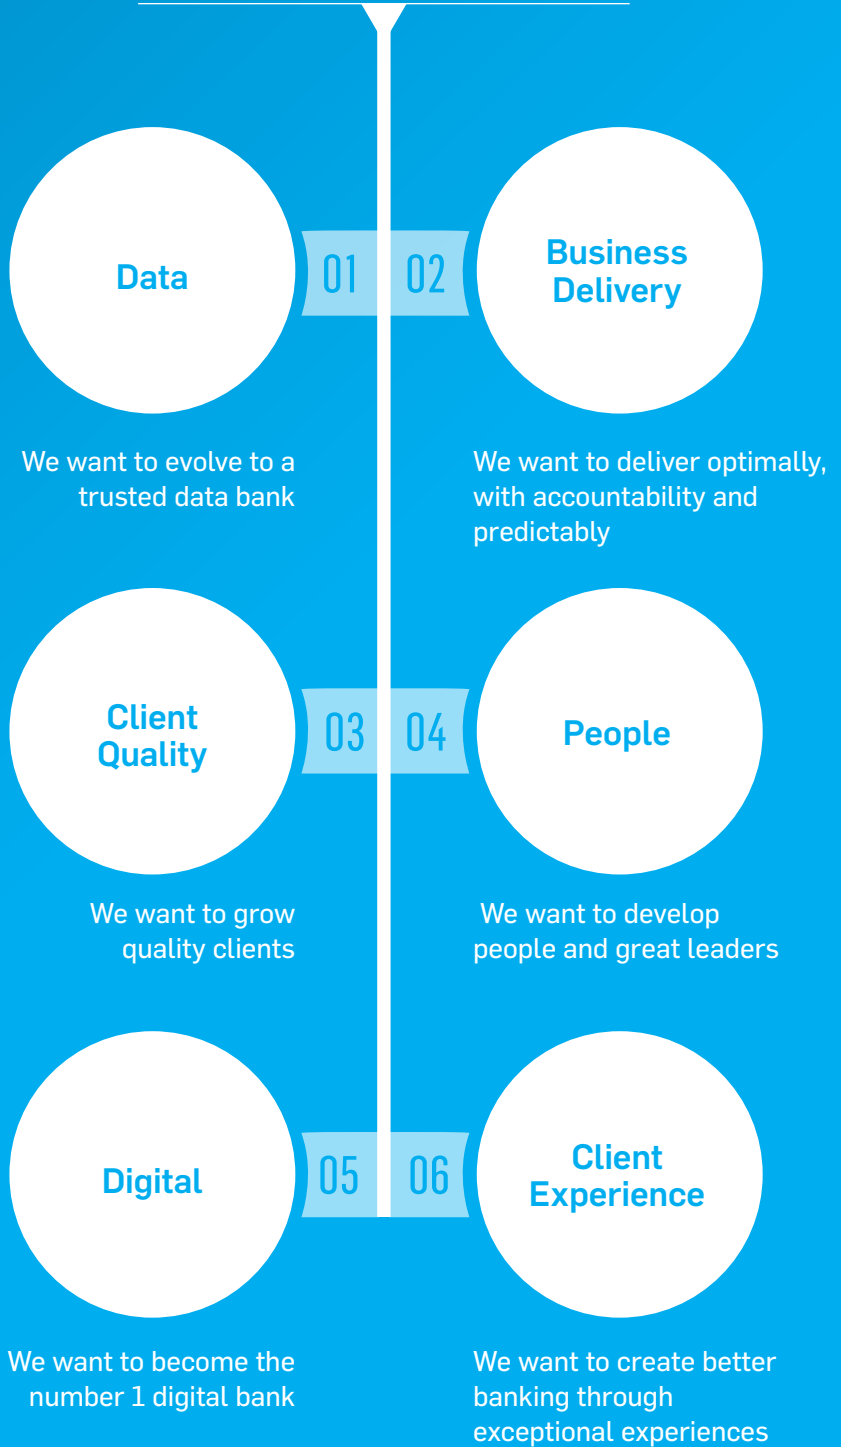 Data
01
We want to evolve to a
trusted data bank
02
Business
Delivery
We want to deliver optimally,
with accountability and
predictably
Client
Quality
03
We want to grow
quality clients
04
People
We want to develop
people and great leaders
Digital
05
We want to become the
number 1 digital bank
06
Client
Experience
We want to create better
banking through
exceptional experiences